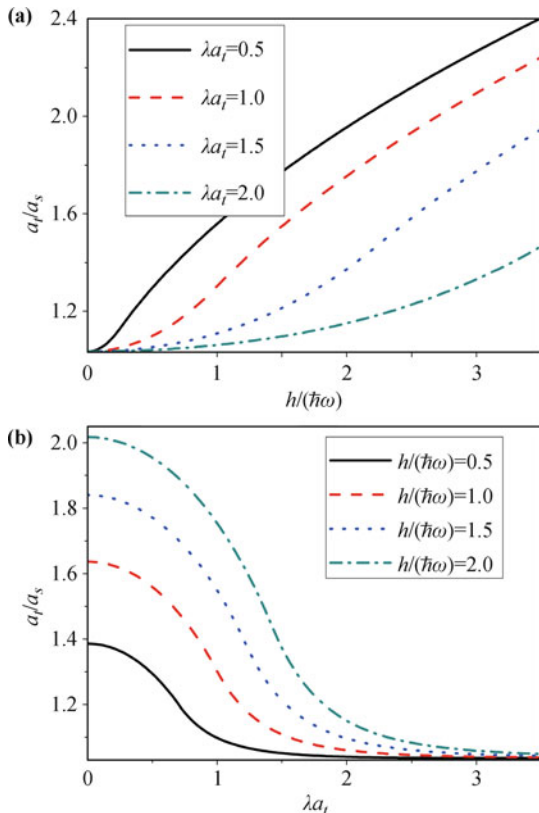 (a)
2.4
2.0
1.6
1.2
a_t/a_s
λa_t=0.5
λa_t=1.0
λa_t=1.5
λa_t=2.0
0 1 2 3
h/(ħω)
(b)
2.0
1.8
1.6
1.4
1.2
a_t/a_s
h/(ħω)=0.5
h/(ħω)=1.0
h/(ħω)=1.5
h/(ħω)=2.0
0 1 2 3
λa_t